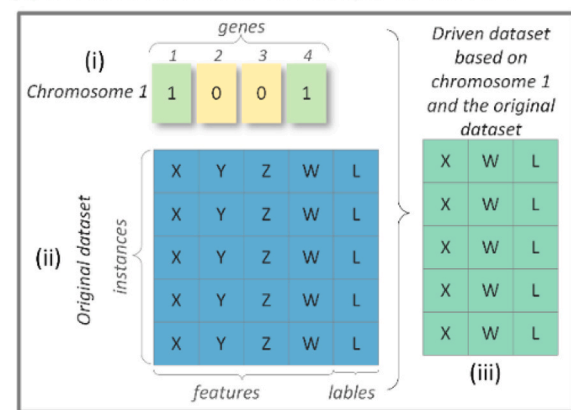 genes
(i)
1 2 3 4
Chromosome 1
1 0 0 1
(ii)
Original dataset
instances
X Y Z W L
X Y Z W L
X Y Z W L
X Y Z W L
X Y Z W L
features
lables
Driven dataset
based on
chromosome 1
and the original
dataset
X W L
X W L
X W L
X W L
X W L
(iii)